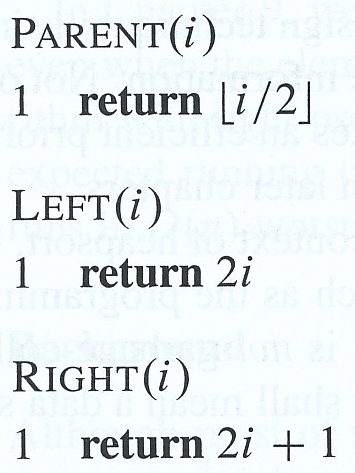 PARENT(i)
1 return ⌊i/2⌋
LEFT(i)
1 return 2i
RIGHT(i)
1 return 2i + 1